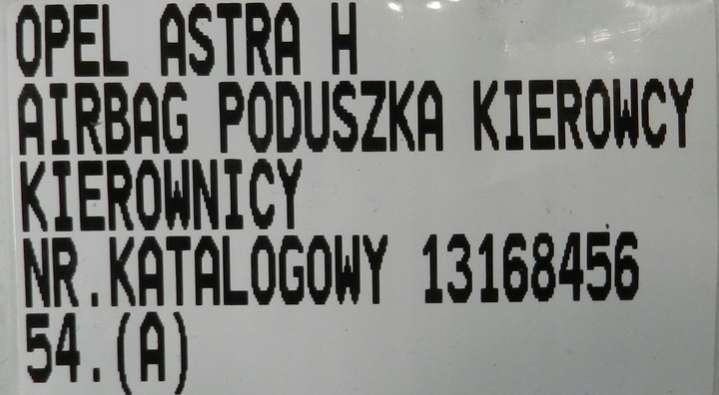 OPEL ASTRA H
AIRBAG PODUSZKA KIEROWCY
KIEROWNICY
NR.KATALOGOWY 13168456
54.(A)